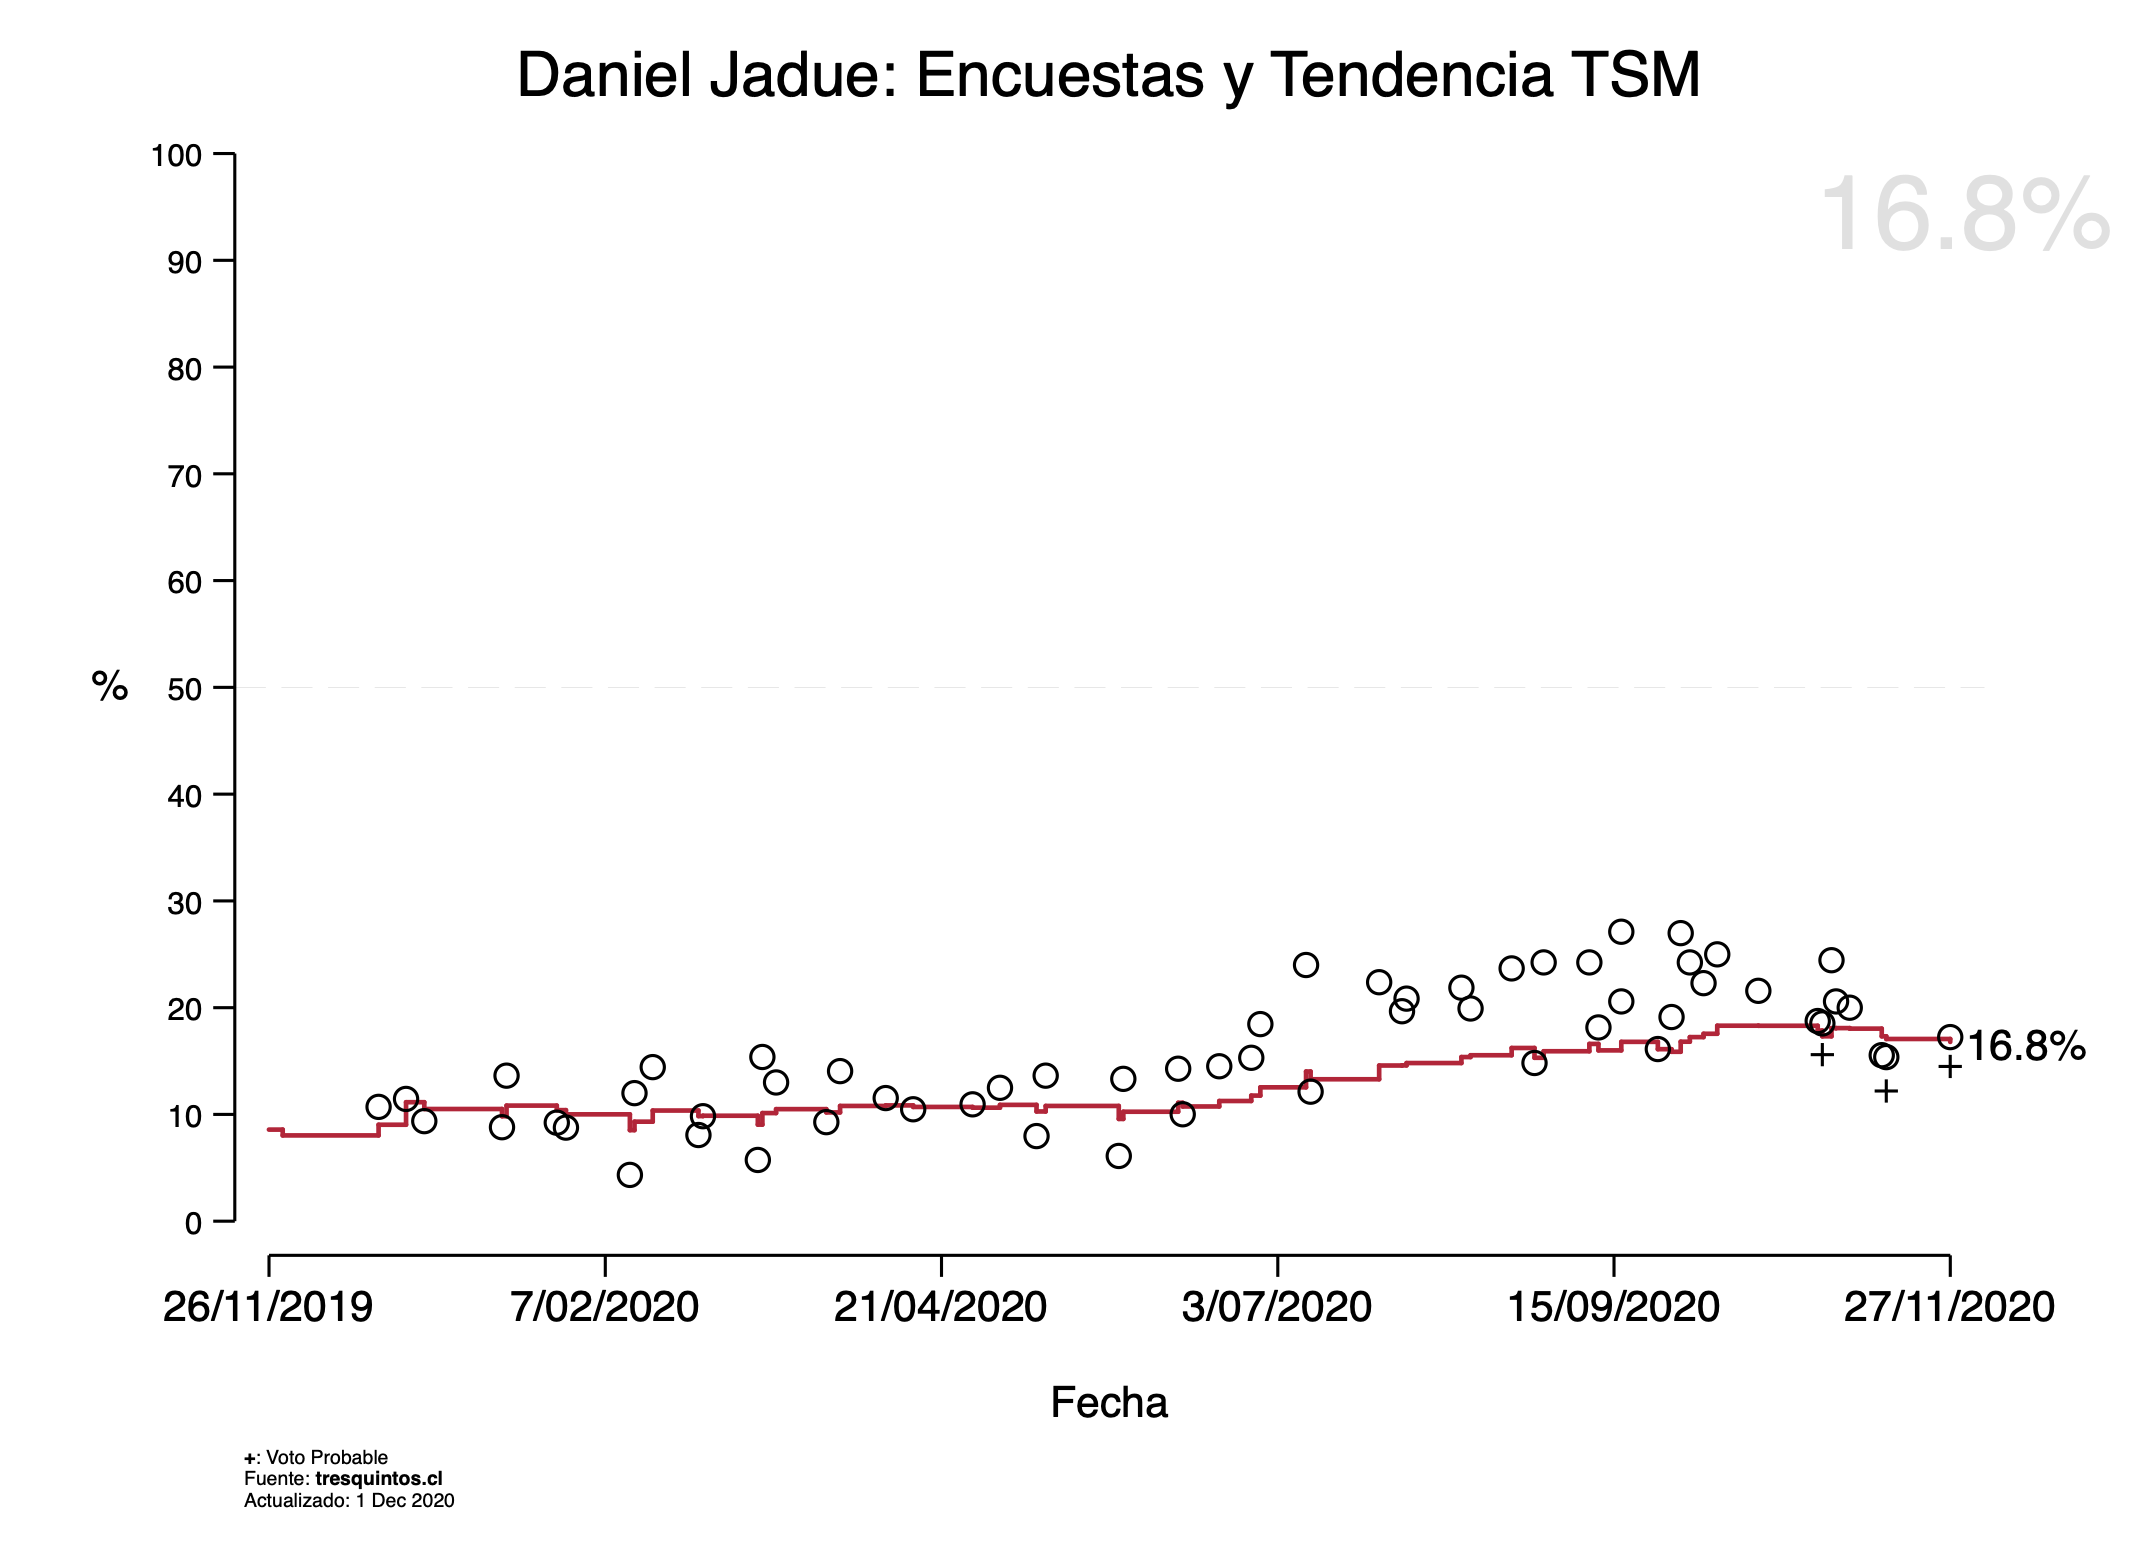 Daniel Jadue: Encuestas y Tendencia TSM
16.8%
100
90
80
70
60
% 50
40
30
20
16.8%
10
0
26/11/2019 7/02/2020 21/04/2020 3/07/2020 15/09/2020 27/11/2020
Fecha
+: Voto Probable
Fuente: tresquintos.cl
Actualizado: 1 Dec 2020